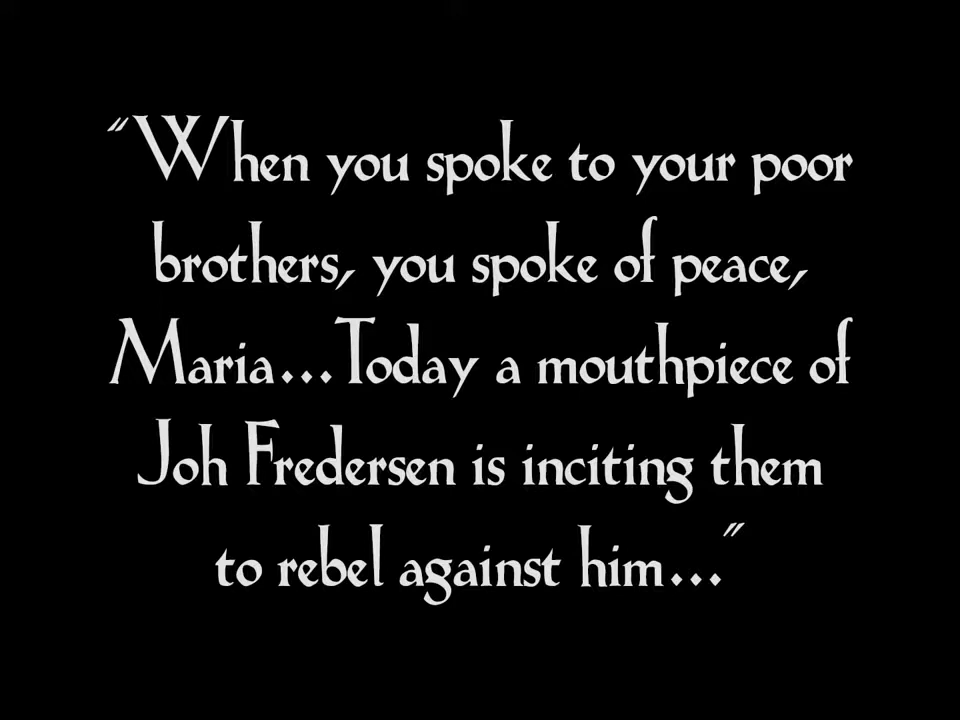 "When you spoke to your poor
brothers, you spoke of peace,
Maria...Today a mouthpiece of
Joh Fredersen is inciting them
to rebel against him..."